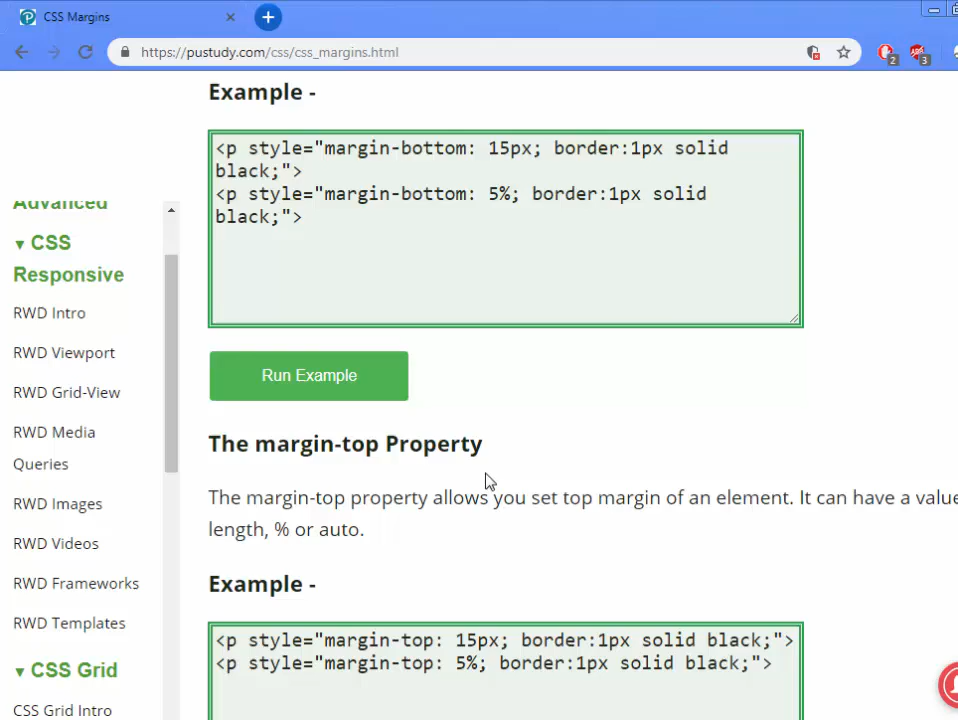 CSS Margins
https://pustudy.com/css/css_margins.html
2
3
Example -
<p style="margin-bottom: 15px; border:1px solid
black;">
<p style="margin-bottom: 5%; border:1px solid
black;">
Run Example
The margin-top Property
The margin-top property allows you set top margin of an element. It can have a value
length, % or auto.
Example -
<p style="margin-top: 15px; border:1px solid black;">
<p style="margin-top: 5%; border:1px solid black;">
Advanced
▼ CSS
Responsive
RWD Intro
RWD Viewport
RWD Grid-View
RWD Media
Queries
RWD Images
RWD Videos
RWD Frameworks
RWD Templates
▼ CSS Grid
CSS Grid Intro